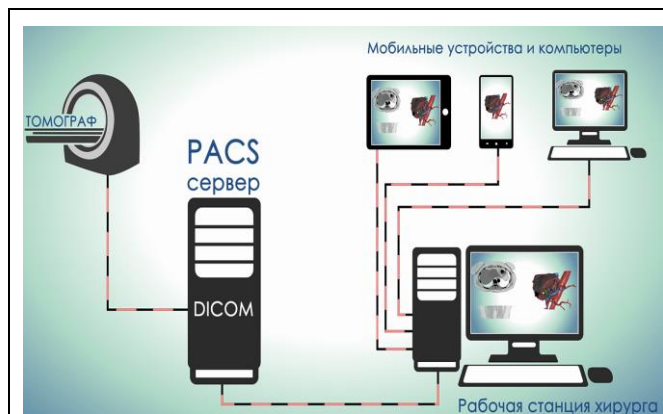 Мобильные устройства и компьютеры
ТОМОГРАФ
PACS
сервер
DICOM
Рабочая станция хирурга